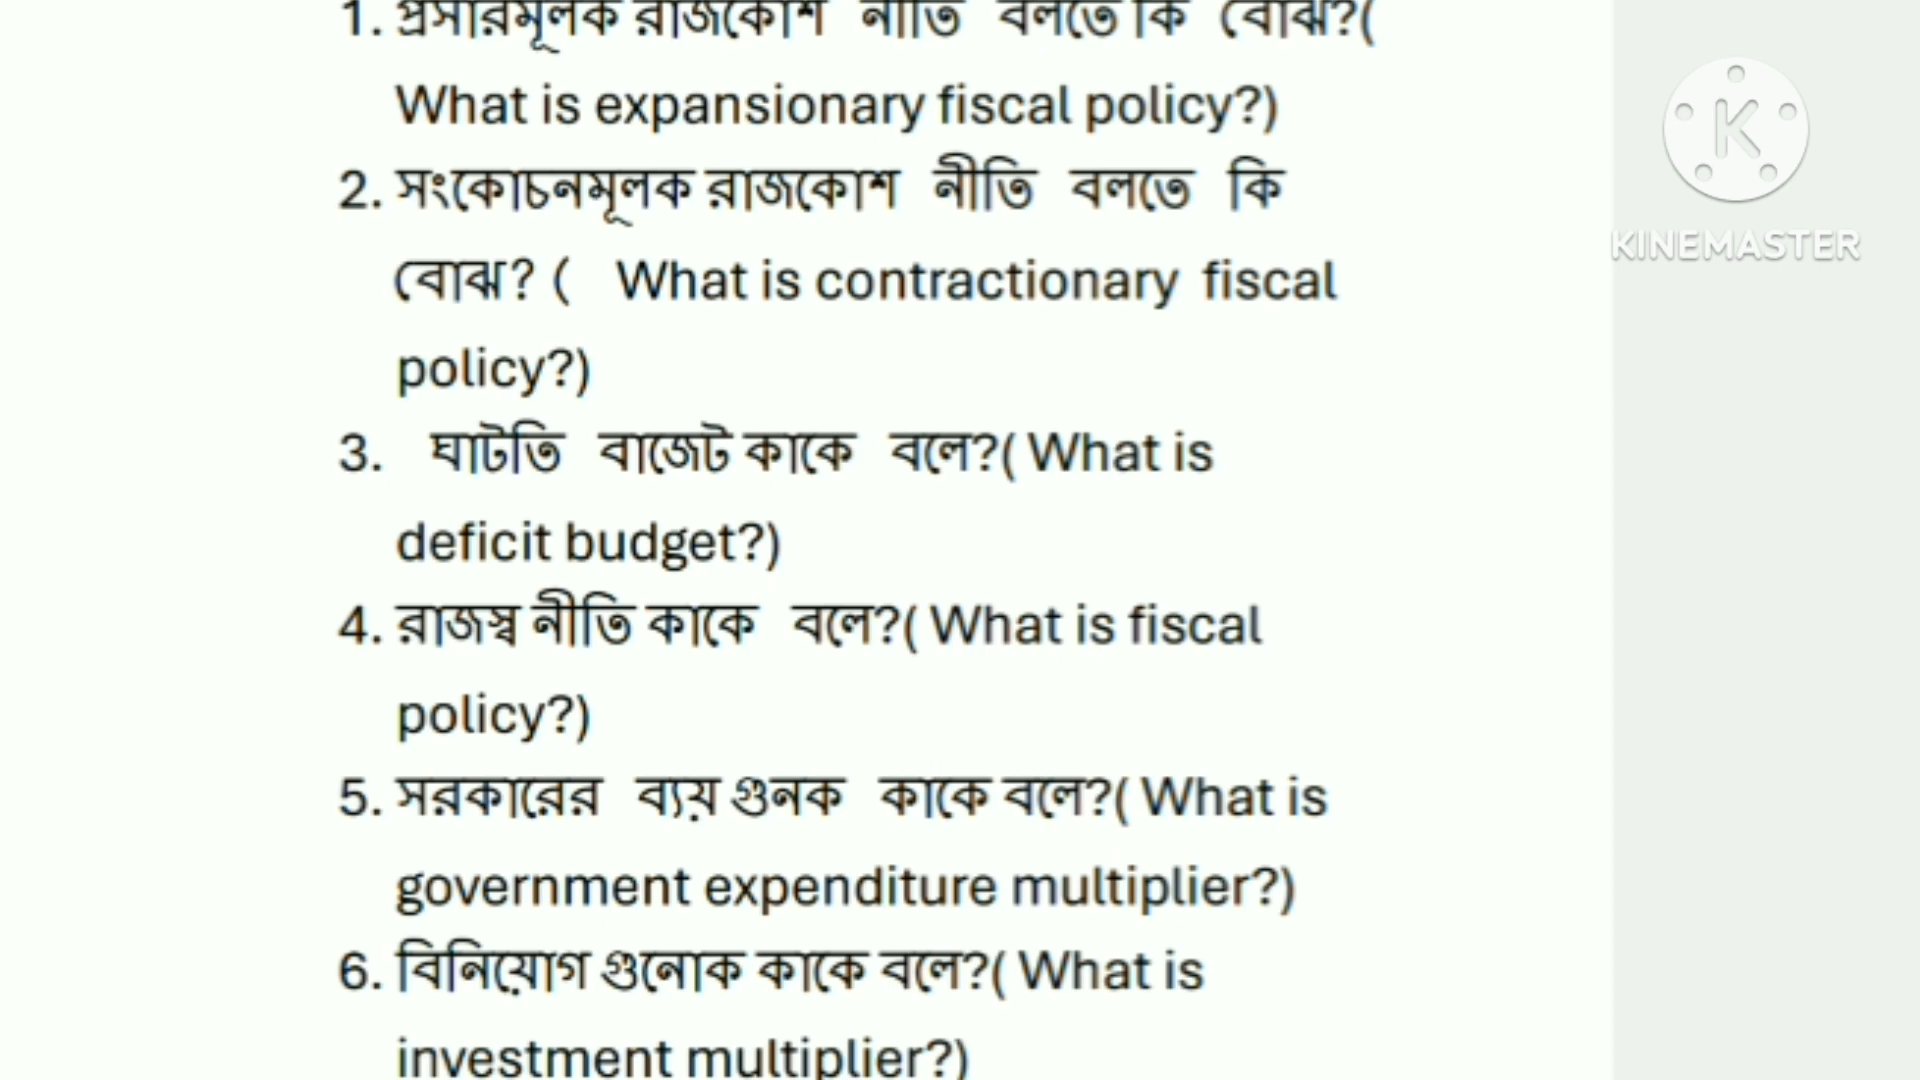 1. প্রসারমূলক রাজকোশ নীতি বলতে কি বোঝ?(
What is expansionary fiscal policy?)
2. সংকোচনমূলক রাজকোশ নীতি বলতে কি
বোঝ? ( What is contractionary fiscal
policy?)
3. ঘাটতি বাজেট কাকে বলে?( What is
deficit budget?)
4. রাজস্ব নীতি কাকে বলে?( What is fiscal
policy?)
5. সরকারের ব্যয় গুনক কাকে বলে?( What is
government expenditure multiplier?)
6. বিনিয়োগ গুনোক কাকে বলে?( What is
investment multiplier?)
K
KINEMASTER